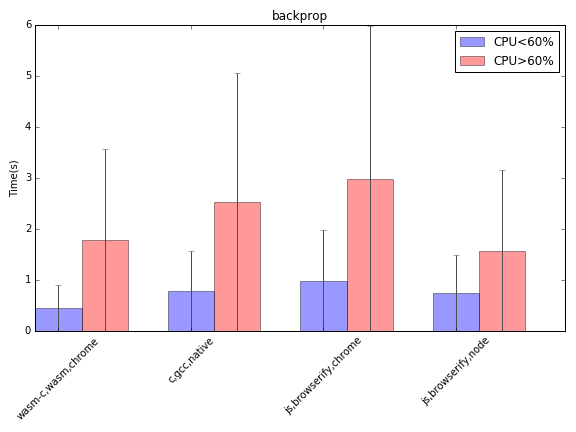 backprop
CPU<60%
CPU>60%
Time(s)
6
5
4
3
2
1
0
wasm-c,wasm,chrome
c,gcc,native
js,browserify,chrome
js,browserify,node